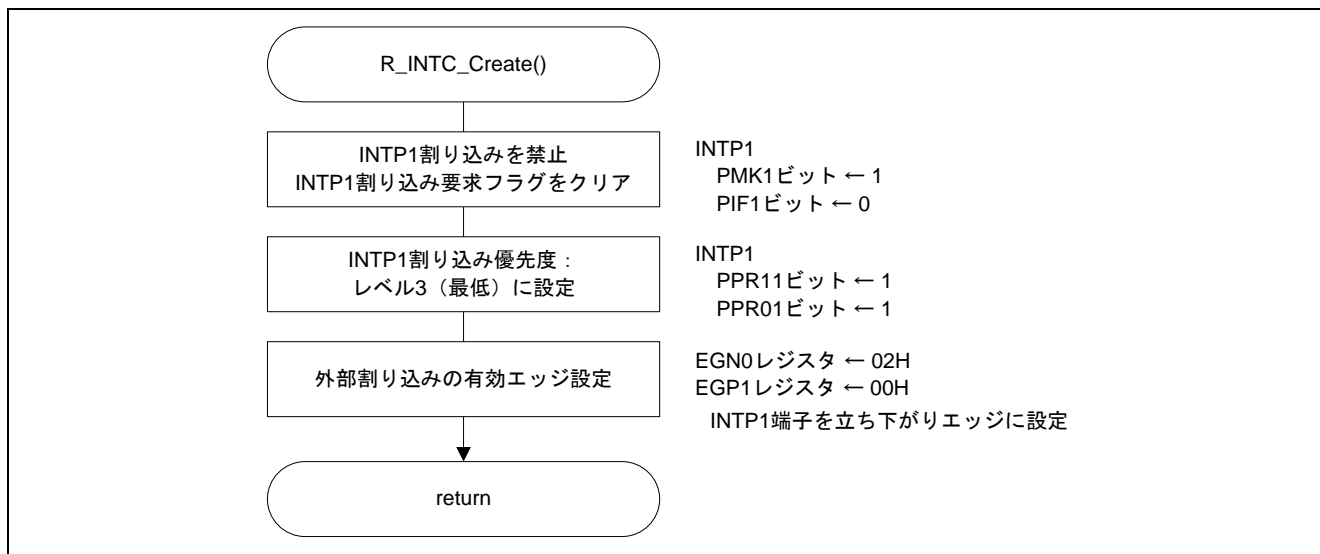 R_INTC_Create()
INTP1割り込みを禁止
INTP1割り込み要求フラグをクリア
INTP1
PMK1ビット ← 1
PIF1ビット ← 0
INTP1割り込み優先度：
レベル3（最低）に設定
INTP1
PPR11ビット ← 1
PPR01ビット ← 1
外部割り込みの有効エッジ設定
EGN0レジスタ ← 02H
EGP1レジスタ ← 00H
INTP1端子を立ち下がりエッジに設定
return